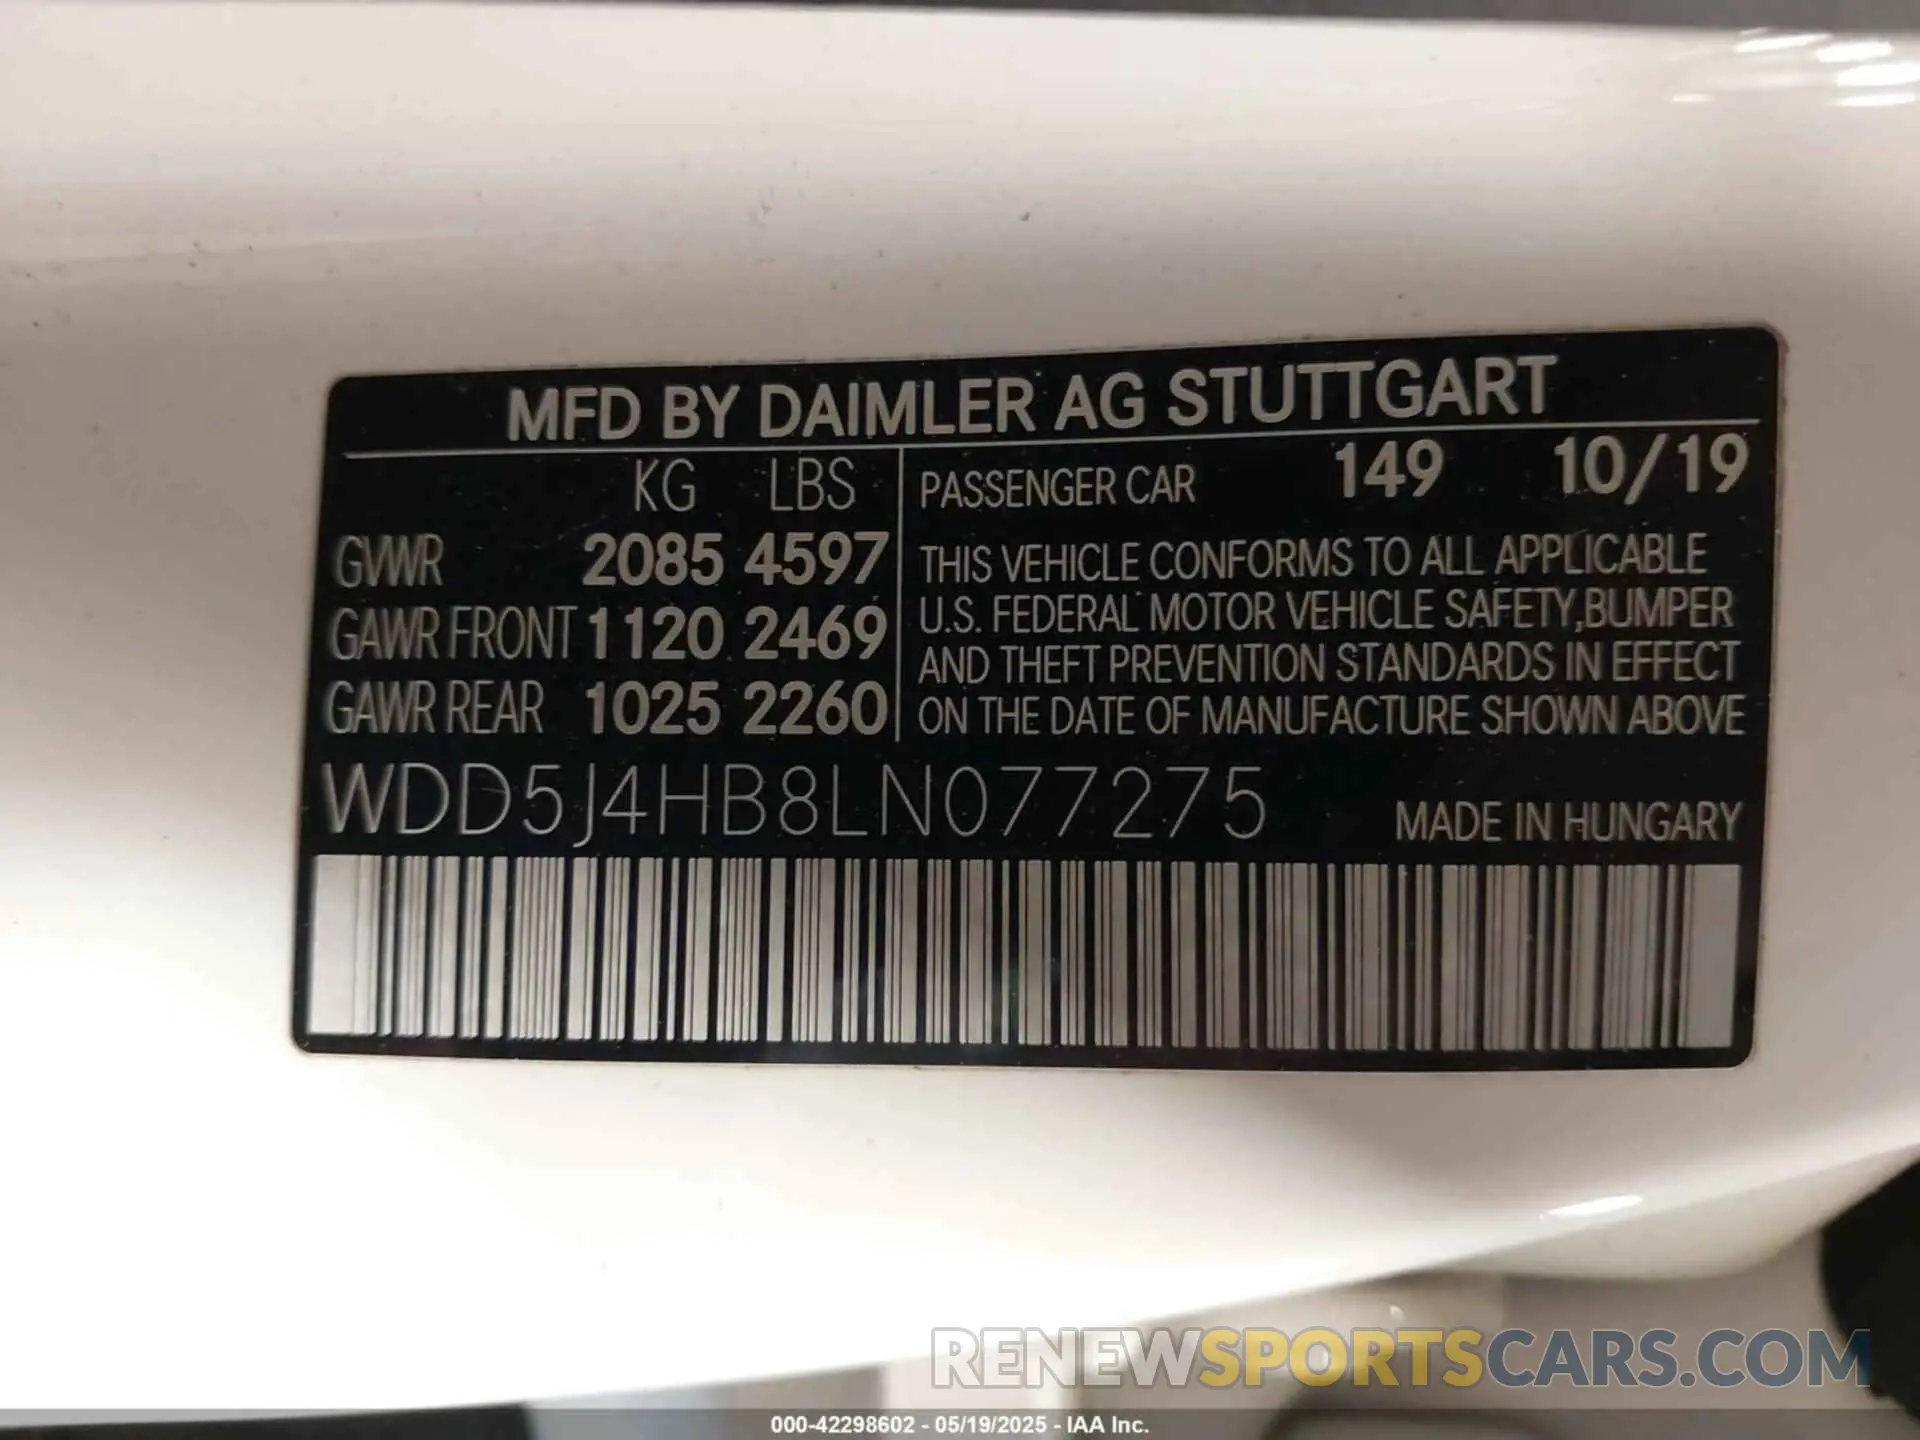 MFD BY DAIMLER AG STUTTGART
KG LBS
GVWR 2085 4597
GAWR FRONT 1120 2469
GAWR REAR 1025 2260
PASSENGER CAR 149 10/19
THIS VEHICLE CONFORMS TO ALL APPLICABLE
U.S. FEDERAL MOTOR VEHICLE SAFETY,BUMPER
AND THEFT PREVENTION STANDARDS IN EFFECT
ON THE DATE OF MANUFACTURE SHOWN ABOVE
WDD5J4HB8LN077275
MADE IN HUNGARY
RENEWSPORTSCARS.COM
000-42298602 - 05/19/2025 - IAA Inc.